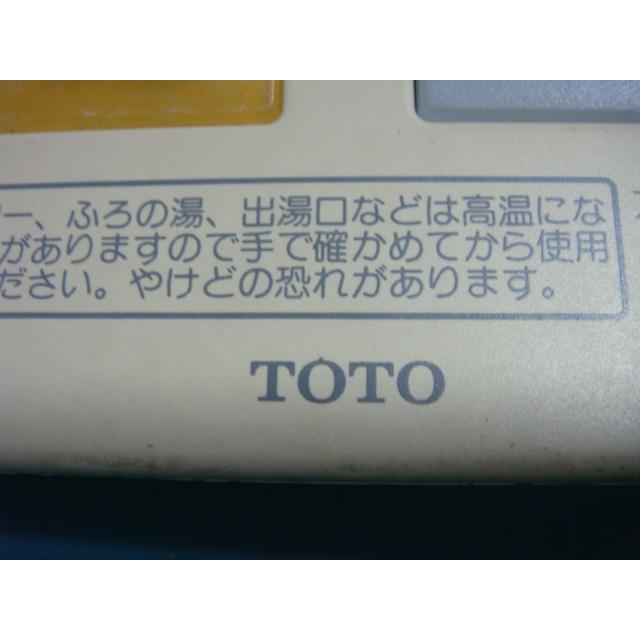 ー、ふろの湯、出湯口などは高温にな
がありますので手で確かめてから使用
ださい。やけどの恐れがあります。
TOTO